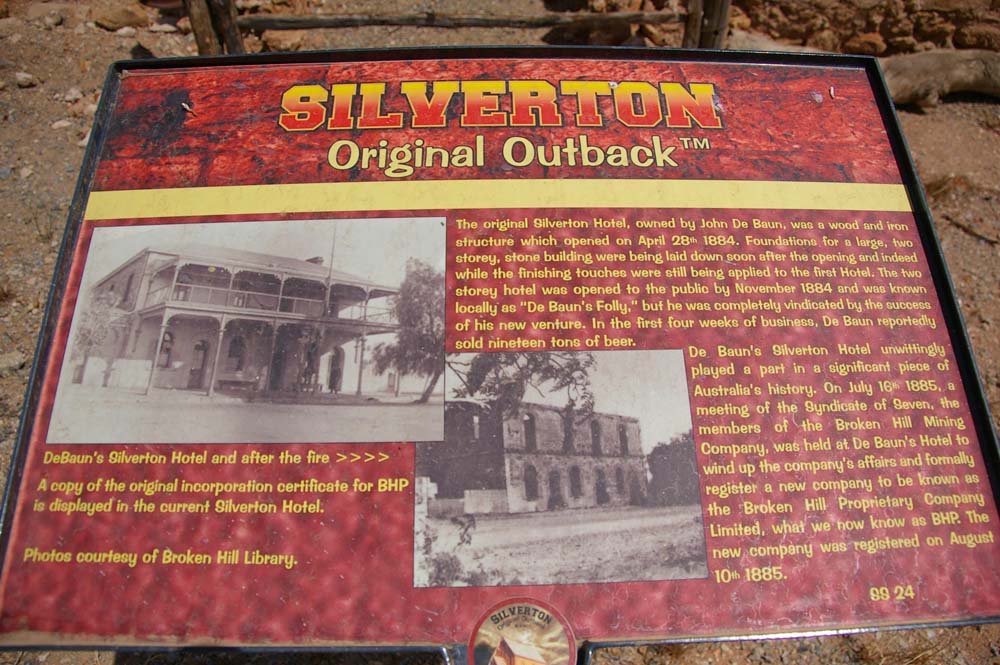 SILVERTON
Original Outback™
The original Silverton Hotel, owned by John De Baun, was a wood and iron
structure which opened on April 28th 1884. Foundations for a large, two
storey, stone building were being laid down soon after the opening and indeed
while the finishing touches were still being applied to the first Hotel. The two
storey hotel was opened to the public by November 1884 and was known
locally as "De Baun's Folly," but he was completely vindicated by the success
of his new venture. In the first four weeks of business, De Baun reportedly
sold nineteen tons of beer.
De Baun's Silverton Hotel unwittingly
played a part in a significant piece of
Australia's history. On July 16th 1885, a
meeting of the Syndicate of Seven, the
members of the Broken Hill Mining
Company, was held at De Baun's Hotel to
wind up the company's affairs and formally
register a new company to be known as
the Broken Hill Proprietary Company
Limited, what we now know as BHP. The
new company was registered on August
10th 1885.
DeBaun's Silverton Hotel and after the fire >>>>
A copy of the original incorporation certificate for BHP
is displayed in the current Silverton Hotel.
Photos courtesy of Broken Hill Library.
SS 24
SILVERTON